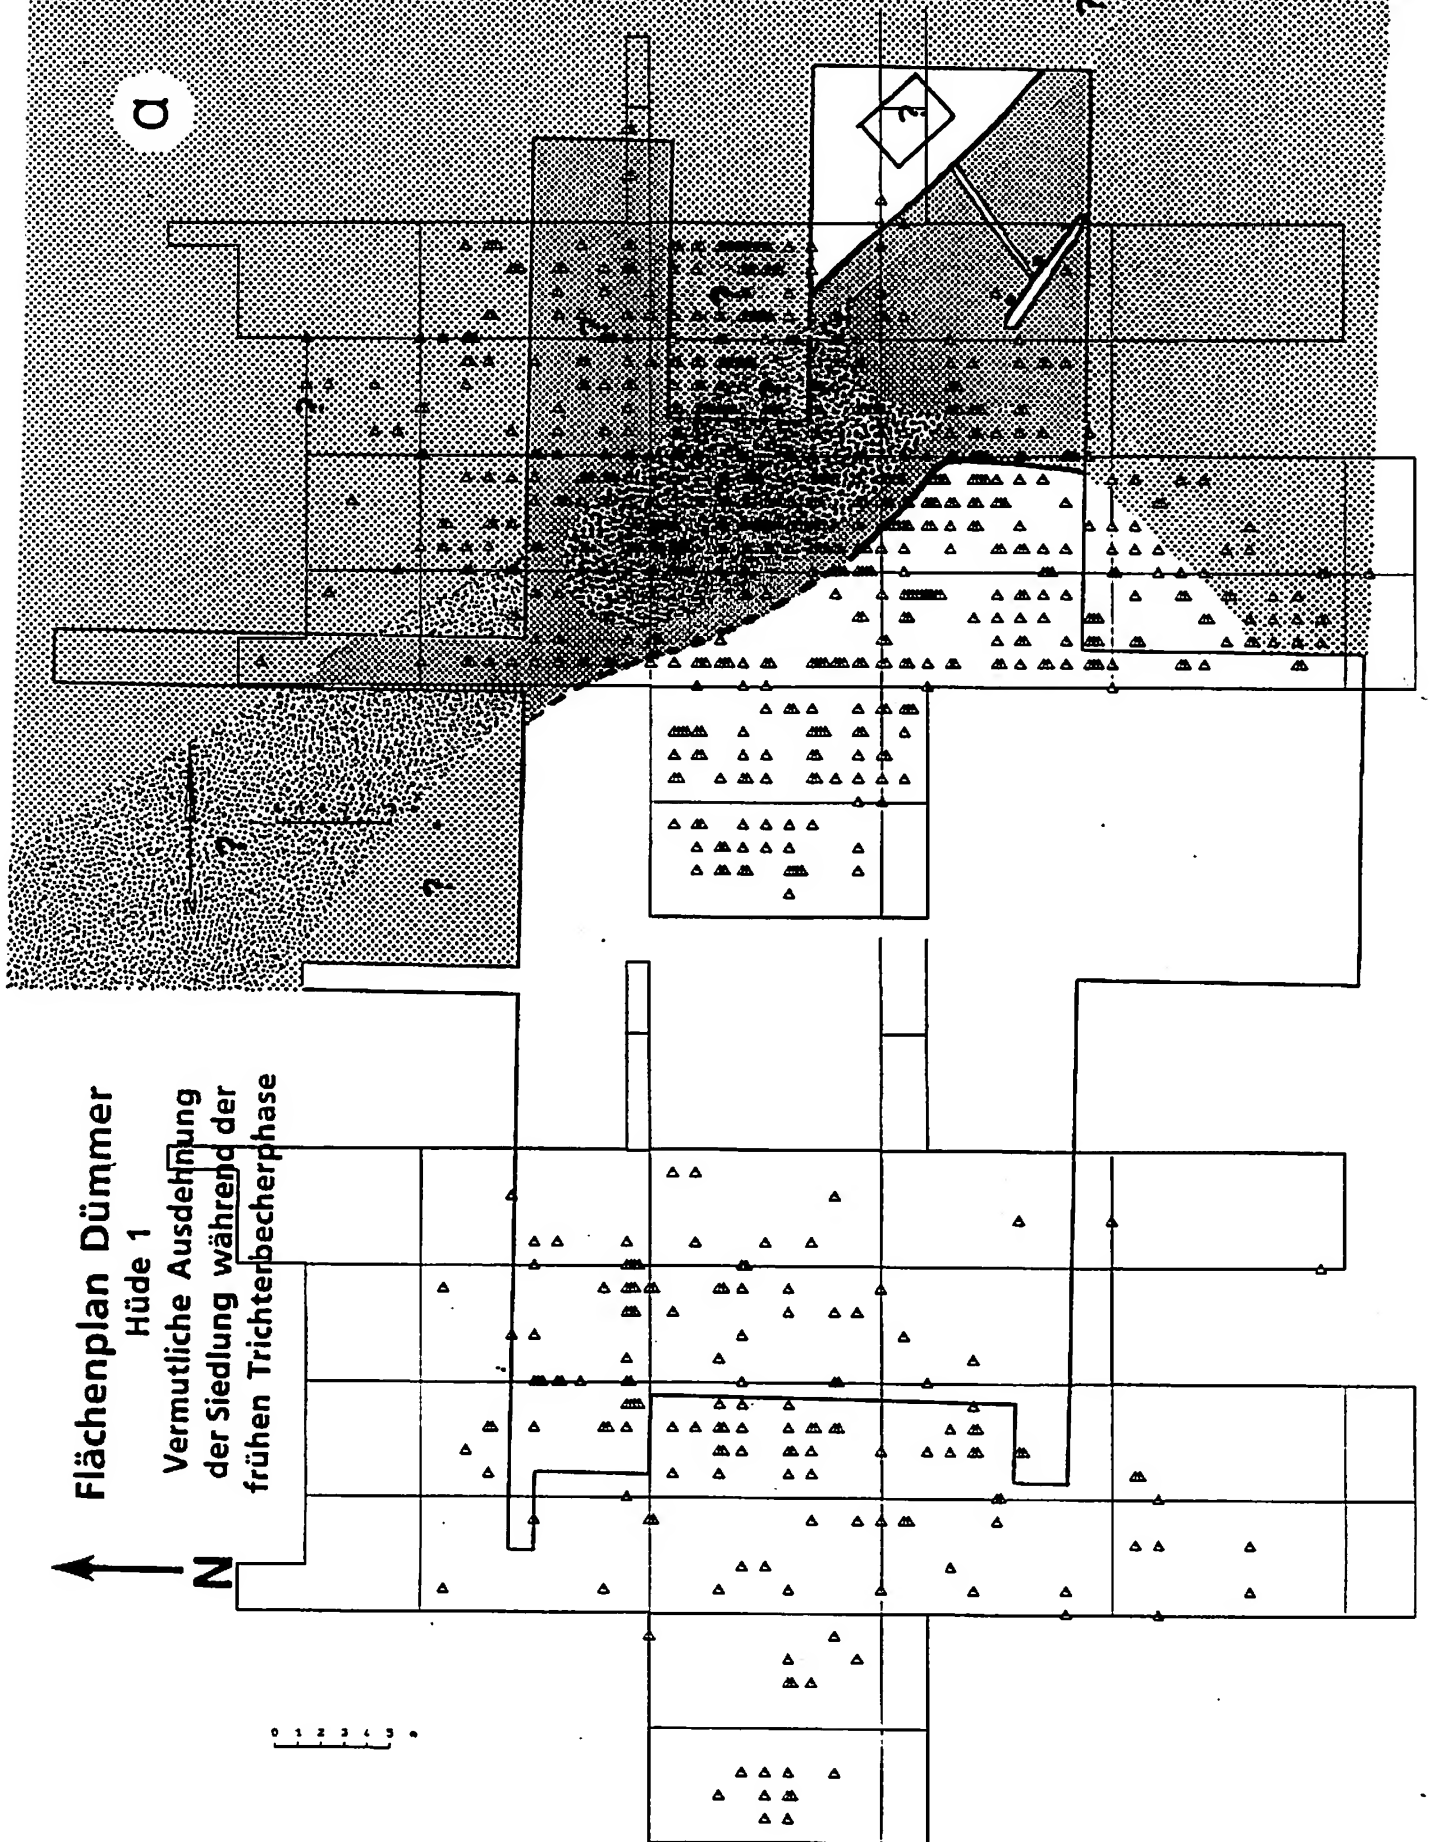 a
?
?
?
?
?
?
?
?
Flächenplan Dümmer
Hüde 1
Vermutliche Ausdehnung
der Siedlung während der
frühen Trichterbecherphase
N
0 1 2 3 4 5 m